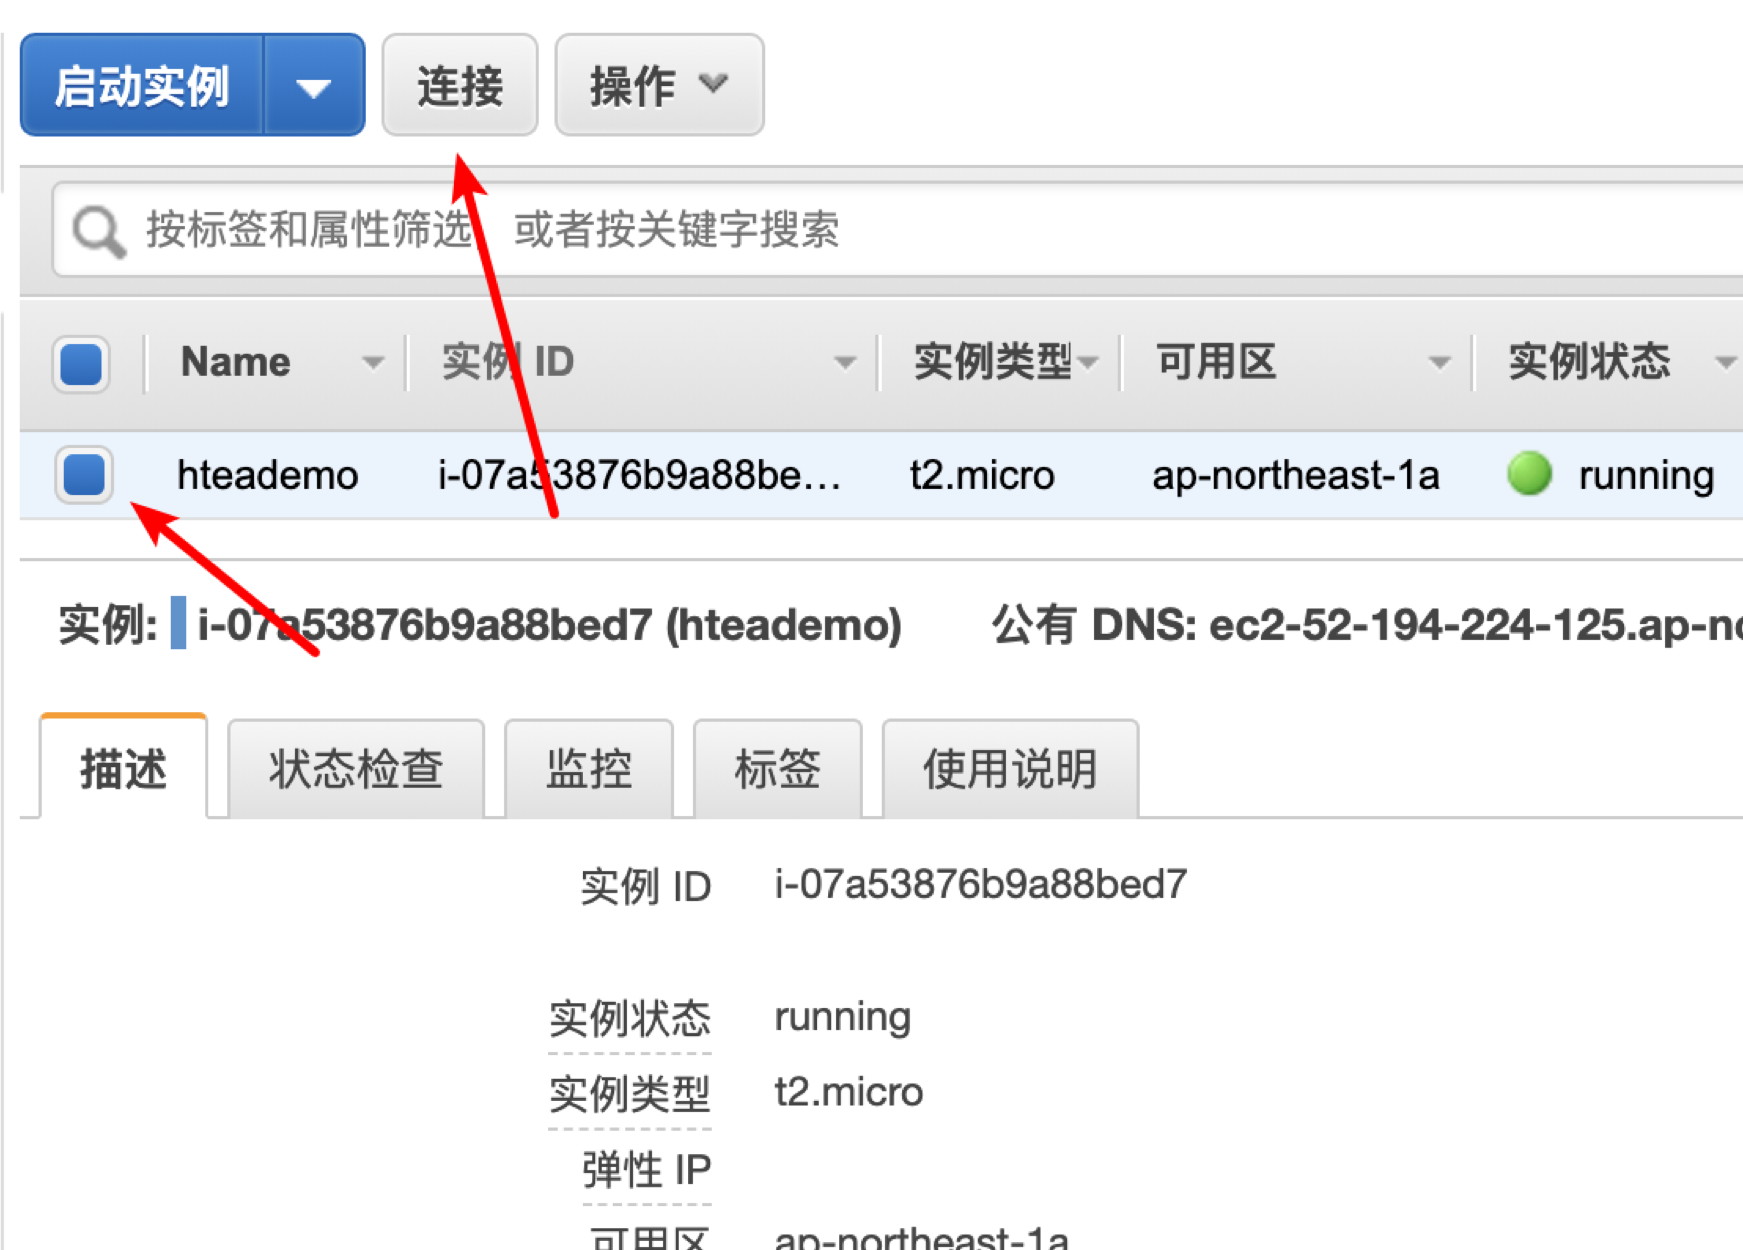 启动实例 连接 操作
按标签和属性筛选 或者按关键字搜索
Name 实例 ID 实例类型 可用区 实例状态
hteademo i-07a53876b9a88be... t2.micro ap-northeast-1a running
实例: i-07a53876b9a88bed7 (hteademo) 公有 DNS: ec2-52-194-224-125.ap-no
描述 状态检查 监控 标签 使用说明
实例 ID i-07a53876b9a88bed7
实例状态 running
实例类型 t2.micro
弹性 IP
可用区 ap-northeast-1a